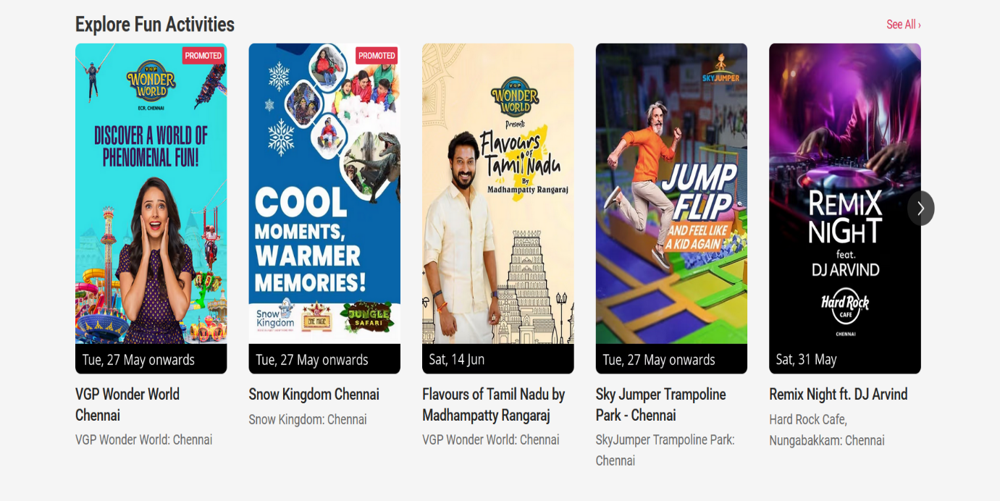 Explore Fun Activities
See All ›
PROMOTED
VGP
WONDER
WORLD
ECR, CHENNAI
DISCOVER A WORLD OF
PHENOMENAL FUN!
Tue, 27 May onwards
VGP Wonder World
Chennai
VGP Wonder World: Chennai
PROMOTED
COOL
MOMENTS,
WARMER
MEMORIES!
Snow
Kingdom
JUNGLE
SAFARI
Tue, 27 May onwards
Snow Kingdom Chennai
Snow Kingdom: Chennai
VGP
WONDER
WORLD
Presents
Flavours
of
Tamil Nadu
By
Madhampatty Rangaraj
Sat, 14 Jun
Flavours of Tamil Nadu by
Madhampatty Rangaraj
VGP Wonder World: Chennai
SKYJUMPER
JUMP
FLIP
AND FEEL LIKE
A KID AGAIN
Tue, 27 May onwards
Sky Jumper Trampoline
Park - Chennai
SkyJumper Trampoline Park:
Chennai
REMIX
NIGHT
feat.
DJ ARVIND
Hard Rock
CAFE
CHENNAI
Sat, 31 May
Remix Night ft. DJ Arvind
Hard Rock Cafe,
Nungabakkam: Chennai